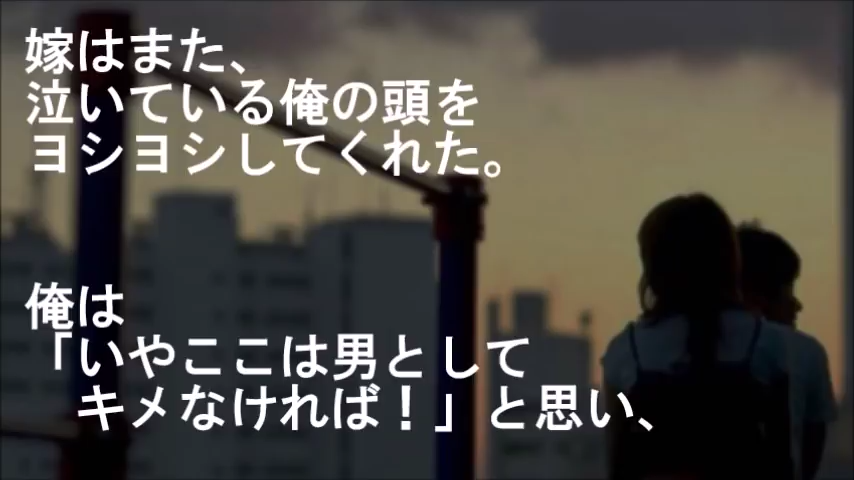 嫁はまた、
泣いている俺の頭を
ヨシヨシしてくれた。
俺は
「いやここは男として
キメなければ！」と思い、